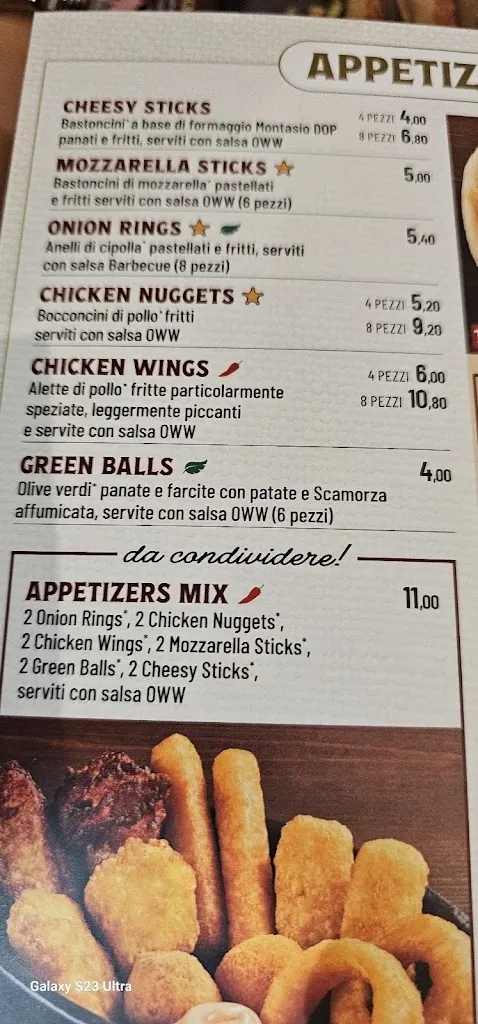 APPETIZ
CHEESY STICKS
Bastoncini a base di formaggio Montasio DOP
panati e fritti, serviti con salsa OWW
4 PEZZI 4,00
8 PEZZI 6,80
MOZZARELLA STICKS
Bastoncini di mozzarella* pastellati
e fritti serviti con salsa OWW (6 pezzi)
5,00
ONION RINGS
Anelli di cipolla* pastellati e fritti, serviti
con salsa Barbecue (8 pezzi)
5,40
CHICKEN NUGGETS
Bocconcini di pollo* fritti
serviti con salsa OWW
4 PEZZI 5,20
8 PEZZI 9,20
CHICKEN WINGS
Alette di pollo* fritte particolarmente
speziate, leggermente piccanti
e servite con salsa OWW
4 PEZZI 6,00
8 PEZZI 10,80
GREEN BALLS
Olive verdi* panate e farcite con patate e Scamorza
affumicata, servite con salsa OWW (6 pezzi)
4,00
da condividere!
APPETIZERS MIX
2 Onion Rings*, 2 Chicken Nuggets*,
2 Chicken Wings*, 2 Mozzarella Sticks*,
2 Green Balls*, 2 Cheesy Sticks*,
serviti con salsa OWW
11,00
Galaxy S23 Ultra